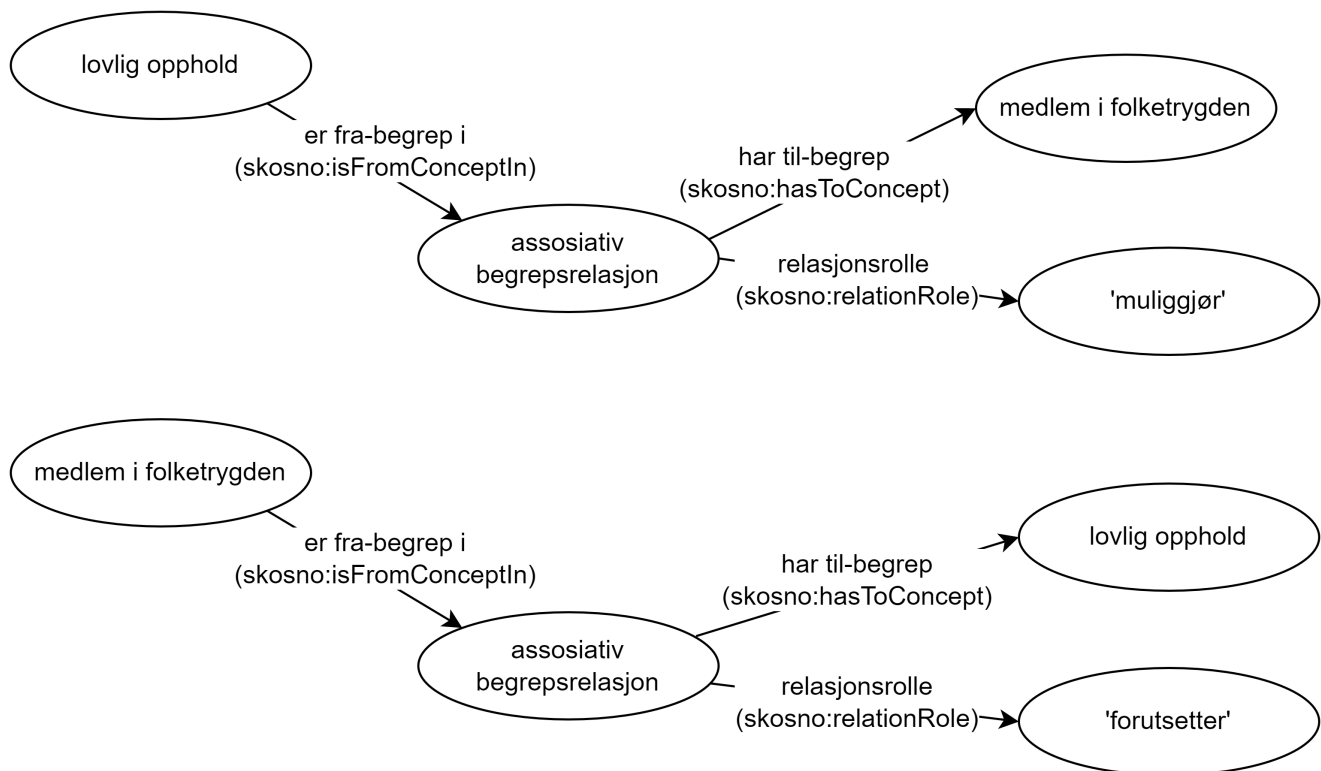 lovlig opphold
er fra-begrep i
(skosno:isFromConceptIn)
assosiativ
begrepsrelasjon
har til-begrep
(skosno:hasToConcept)
medlem i folketrygden
relasjonsrolle
(skosno:relationRole)
'muliggjør'
medlem i folketrygden
er fra-begrep i
(skosno:isFromConceptIn)
assosiativ
begrepsrelasjon
har til-begrep
(skosno:hasToConcept)
lovlig opphold
relasjonsrolle
(skosno:relationRole)
'forutsetter'